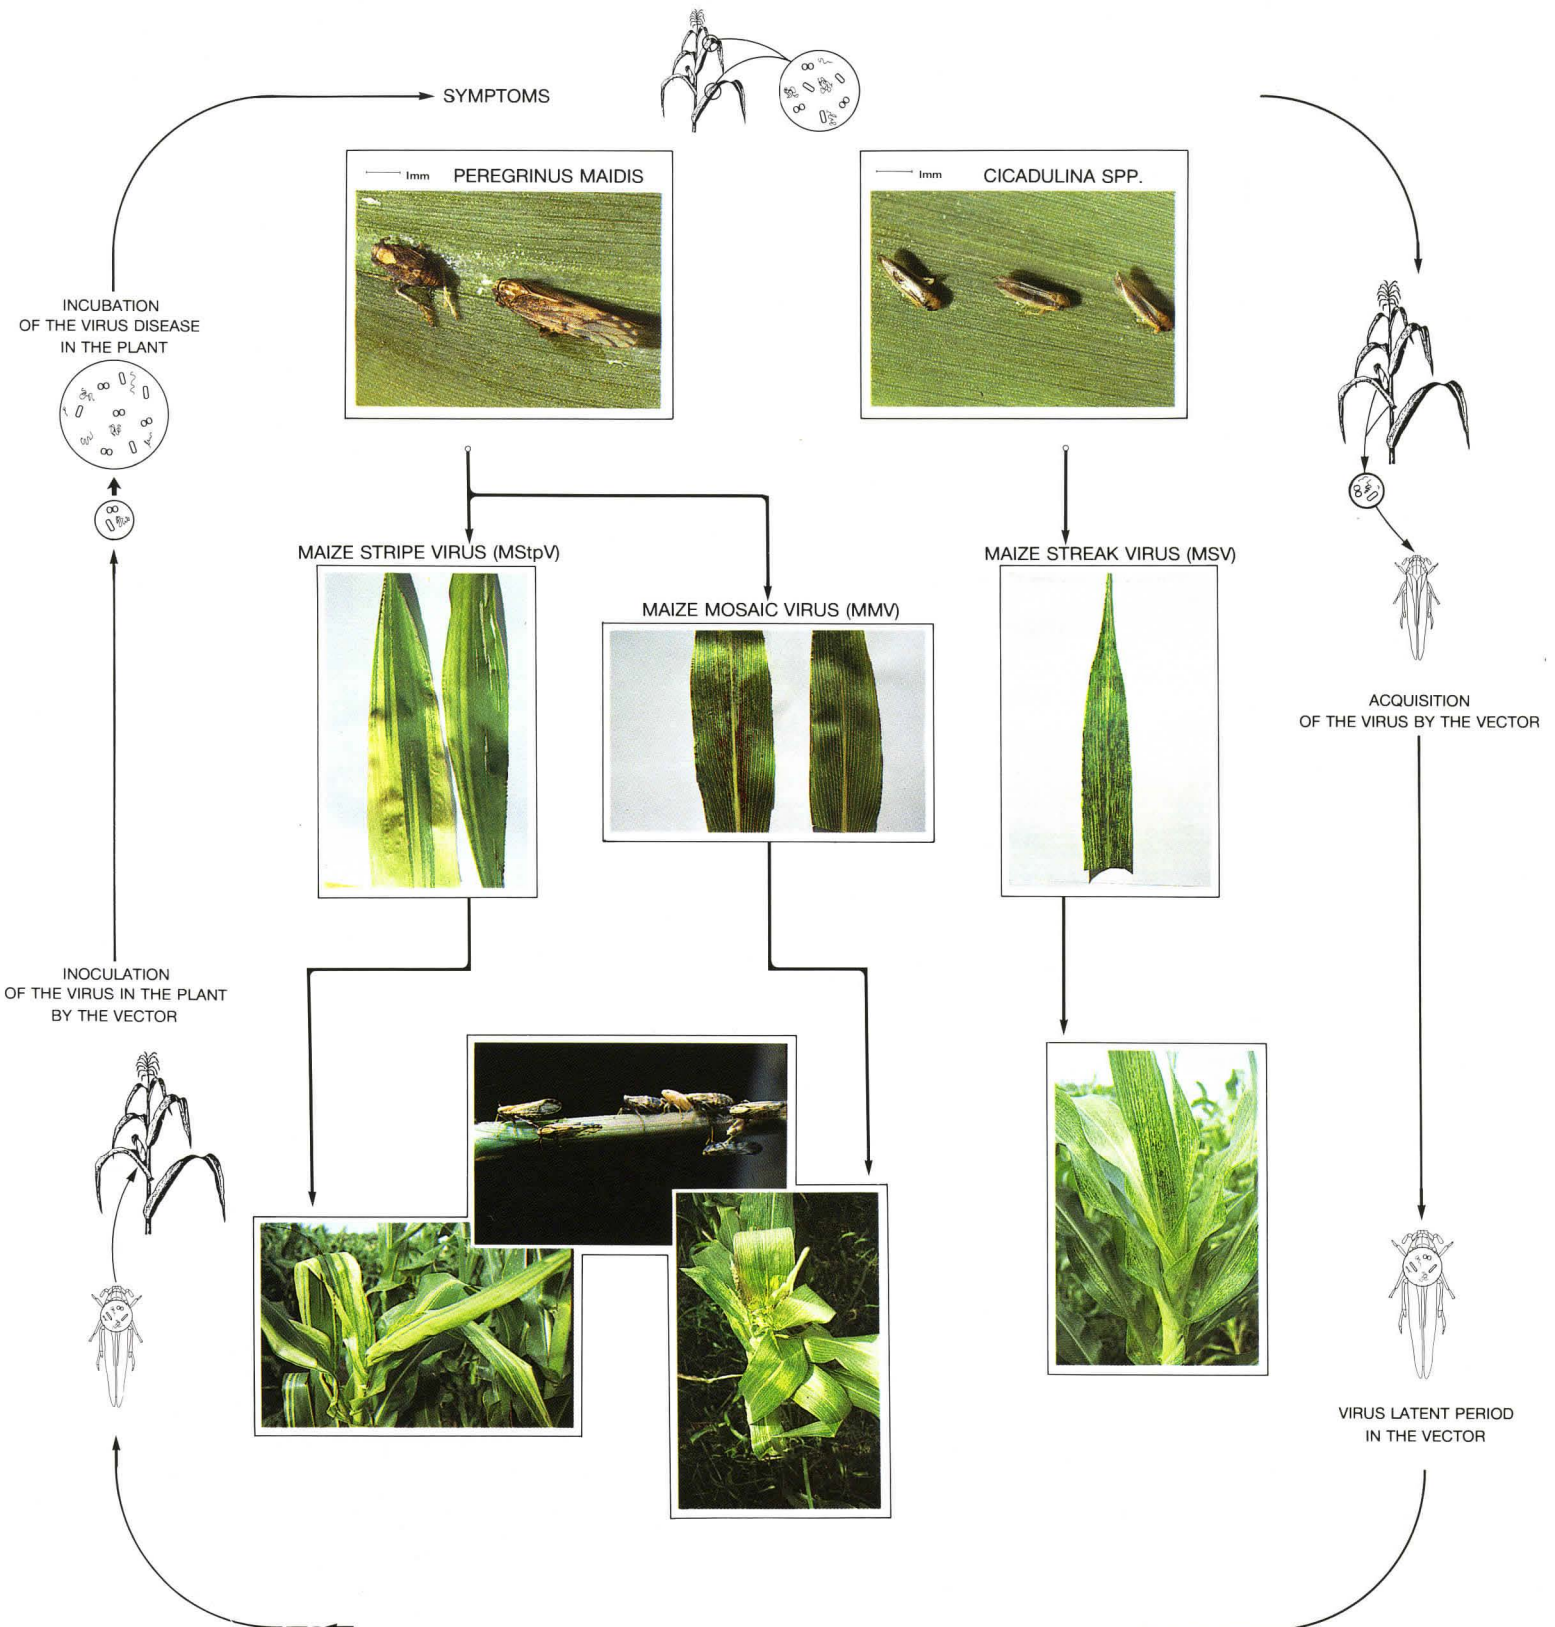 SYMPTOMS
1mm PEREGRINUS MAIDIS
1mm CICADULINA SPP.
INCUBATION
OF THE VIRUS DISEASE
IN THE PLANT
MAIZE STRIPE VIRUS (MStpV)
MAIZE MOSAIC VIRUS (MMV)
MAIZE STREAK VIRUS (MSV)
ACQUISITION
OF THE VIRUS BY THE VECTOR
INOCULATION
OF THE VIRUS IN THE PLANT
BY THE VECTOR
VIRUS LATENT PERIOD
IN THE VECTOR